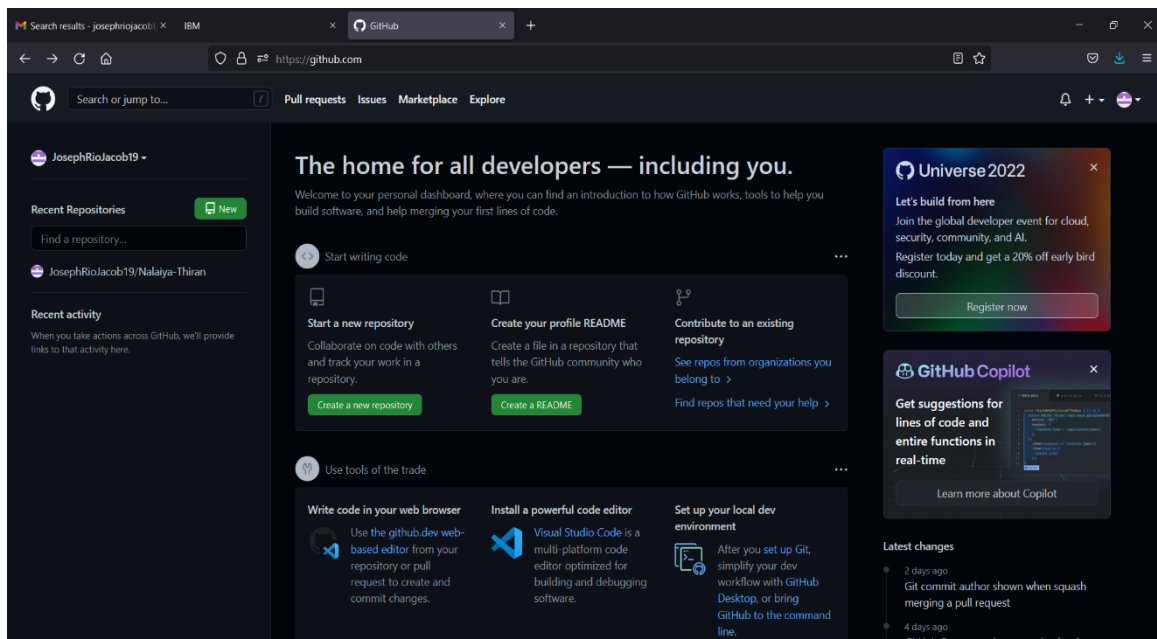 Search results - josephriojacob1
IBM
GitHub
https://github.com
Search or jump to...
/
Pull requests Issues Marketplace Explore
JosephRioJacob19
Recent Repositories
New
Find a repository...
JosephRioJacob19/Nalaiya-Thiran
Recent activity
When you take actions across GitHub, we'll provide
links to that activity here.
The home for all developers — including you.
Welcome to your personal dashboard, where you can find an introduction to how GitHub works, tools to help you
build software, and help merging your first lines of code.
Start writing code
Start a new repository
Collaborate on code with others
and track your work in a
repository.
Create a new repository
Create your profile README
Create a file in a repository that
tells the GitHub community who
you are.
Create a README
Contribute to an existing
repository
See repos from organizations you
belong to
Find repos that need your help
Use tools of the trade
Write code in your web browser
Use the github.dev web-
based editor from your
repository or pull
request to create and
commit changes.
Install a powerful code editor
Visual Studio Code is a
multi-platform code
editor optimized for
building and debugging
software.
Set up your local dev
environment
After you set up Git,
simplify your dev
workflow with GitHub
Desktop, or bring
GitHub to the command
line.
Universe 2022
Let's build from here
Join the global developer event for cloud,
security, community, and AI.
Register today and get a 20% off early bird
discount.
Register now
GitHub Copilot
Get suggestions for
lines of code and
entire functions in
real-time
Learn more about Copilot
Latest changes
2 days ago
Git commit author shown when squash
merging a pull request
4 days ago